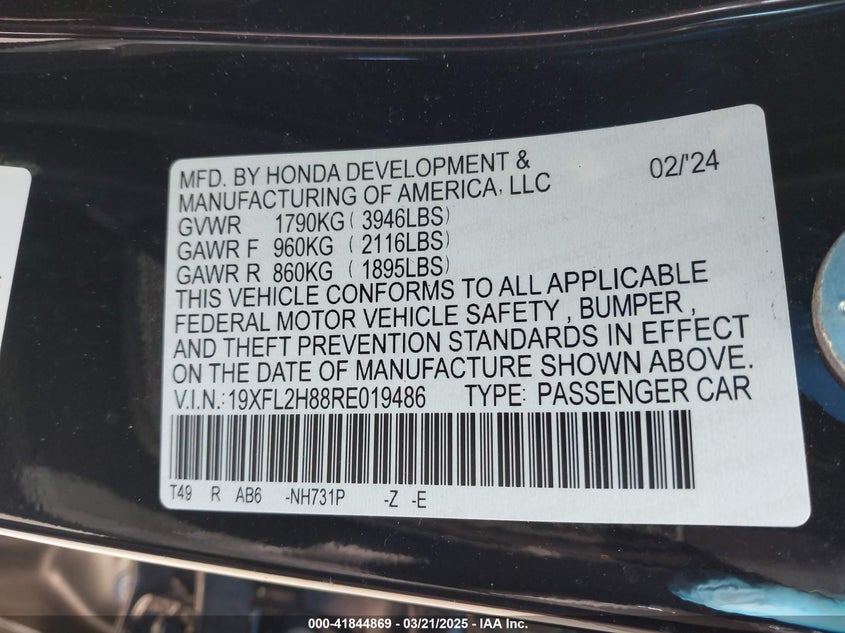 MFD. BY HONDA DEVELOPMENT &
MANUFACTURING OF AMERICA, LLC
02/'24
GVWR 1790KG ( 3946LBS)
GAWR F 960KG ( 2116LBS)
GAWR R 860KG ( 1895LBS)
THIS VEHICLE CONFORMS TO ALL APPLICABLE
FEDERAL MOTOR VEHICLE SAFETY , BUMPER ,
AND THEFT PREVENTION STANDARDS IN EFFECT
ON THE DATE OF MANUFACTURE SHOWN ABOVE.
V.I.N.:19XFL2H88RE019486 TYPE: PASSENGER CAR
T49 R AB6 -NH731P -Z -E
000-41844869 — 03/21/2025 — IAA Inc.